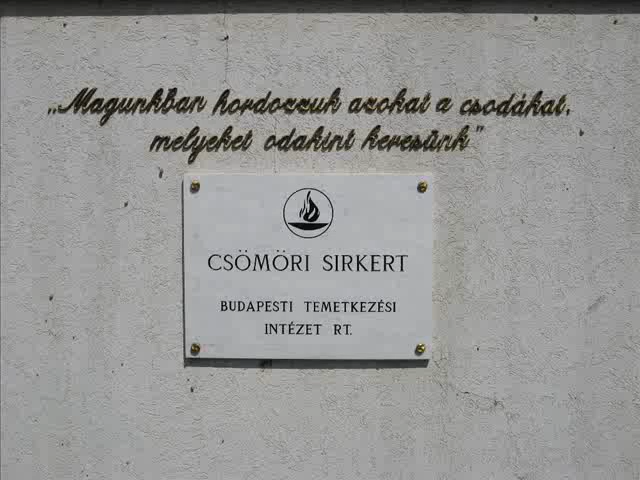 „Magunkban hordozzuk azokat a csodákat,
melyeket odakint keresünk"
CSÖMÖRI SIRKERT
BUDAPESTI TEMETKEZÉSI
INTÉZET RT.